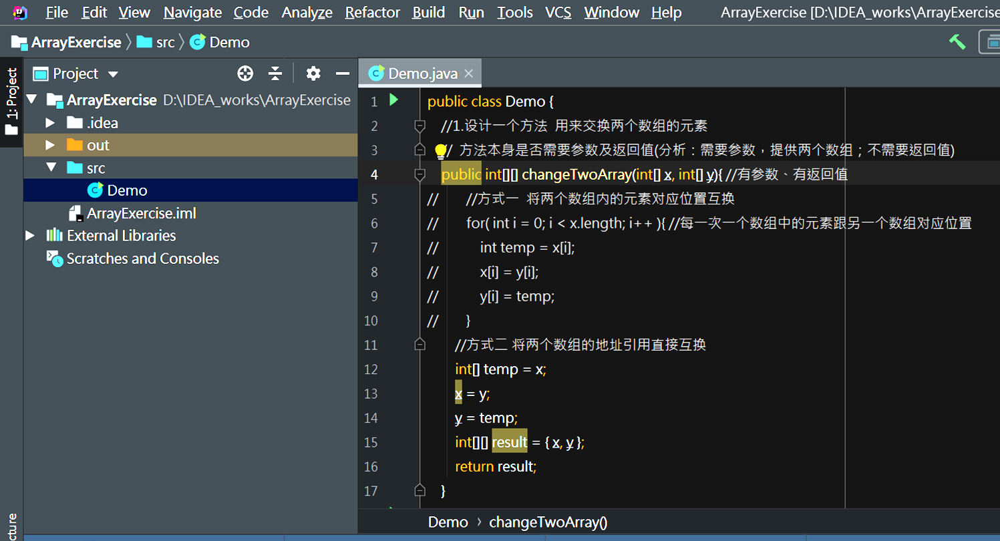 File Edit View Navigate Code Analyze Refactor Build Run Tools VCS Window Help ArrayExercise [D:\IDEA_works\ArrayExercise
ArrayExercise src Demo
1: Project
Project
ArrayExercise D:\IDEA_works\ArrayExercise
.idea
out
src
Demo
ArrayExercise.iml
External Libraries
Scratches and Consoles
cture
Demo.java
1 public class Demo {
2 //1.设计一个方法 用来交换两个数组的元素
3 // 方法本身是否需要参数及返回值(分析：需要参数，提供两个数组；不需要返回值)
4 public int[][] changeTwoArray(int[] x, int[] y){ //有参数、有返回值
5 // //方式一 将两个数组内的元素对应位置互换
6 // for( int i = 0; i < x.length; i++ ){ //每一次一个数组中的元素跟另一个数组对应位置
7 // int temp = x[i];
8 // x[i] = y[i];
9 // y[i] = temp;
10 // }
11 //方式二 将两个数组的地址引用直接互换
12 int[] temp = x;
13 x = y;
14 y = temp;
15 int[][] result = { x, y };
16 return result;
17 }
Demo › changeTwoArray()